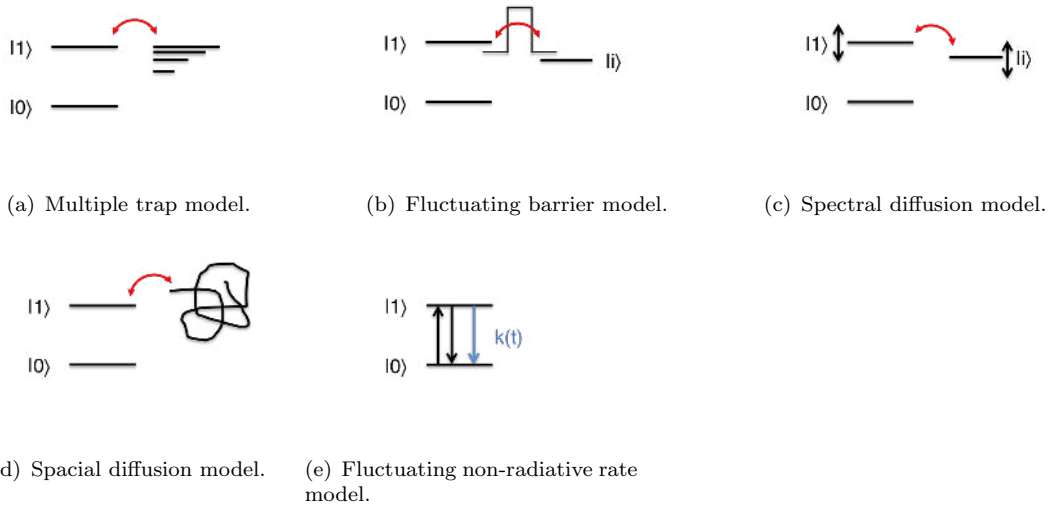 |1⟩
|0⟩
|1⟩
|i⟩
|0⟩
|1⟩
|i⟩
|0⟩
(a) Multiple trap model.
(b) Fluctuating barrier model.
(c) Spectral diffusion model.
|1⟩
|0⟩
|1⟩
k(t)
|0⟩
d) Spacial diffusion model.
(e) Fluctuating non-radiative rate
model.